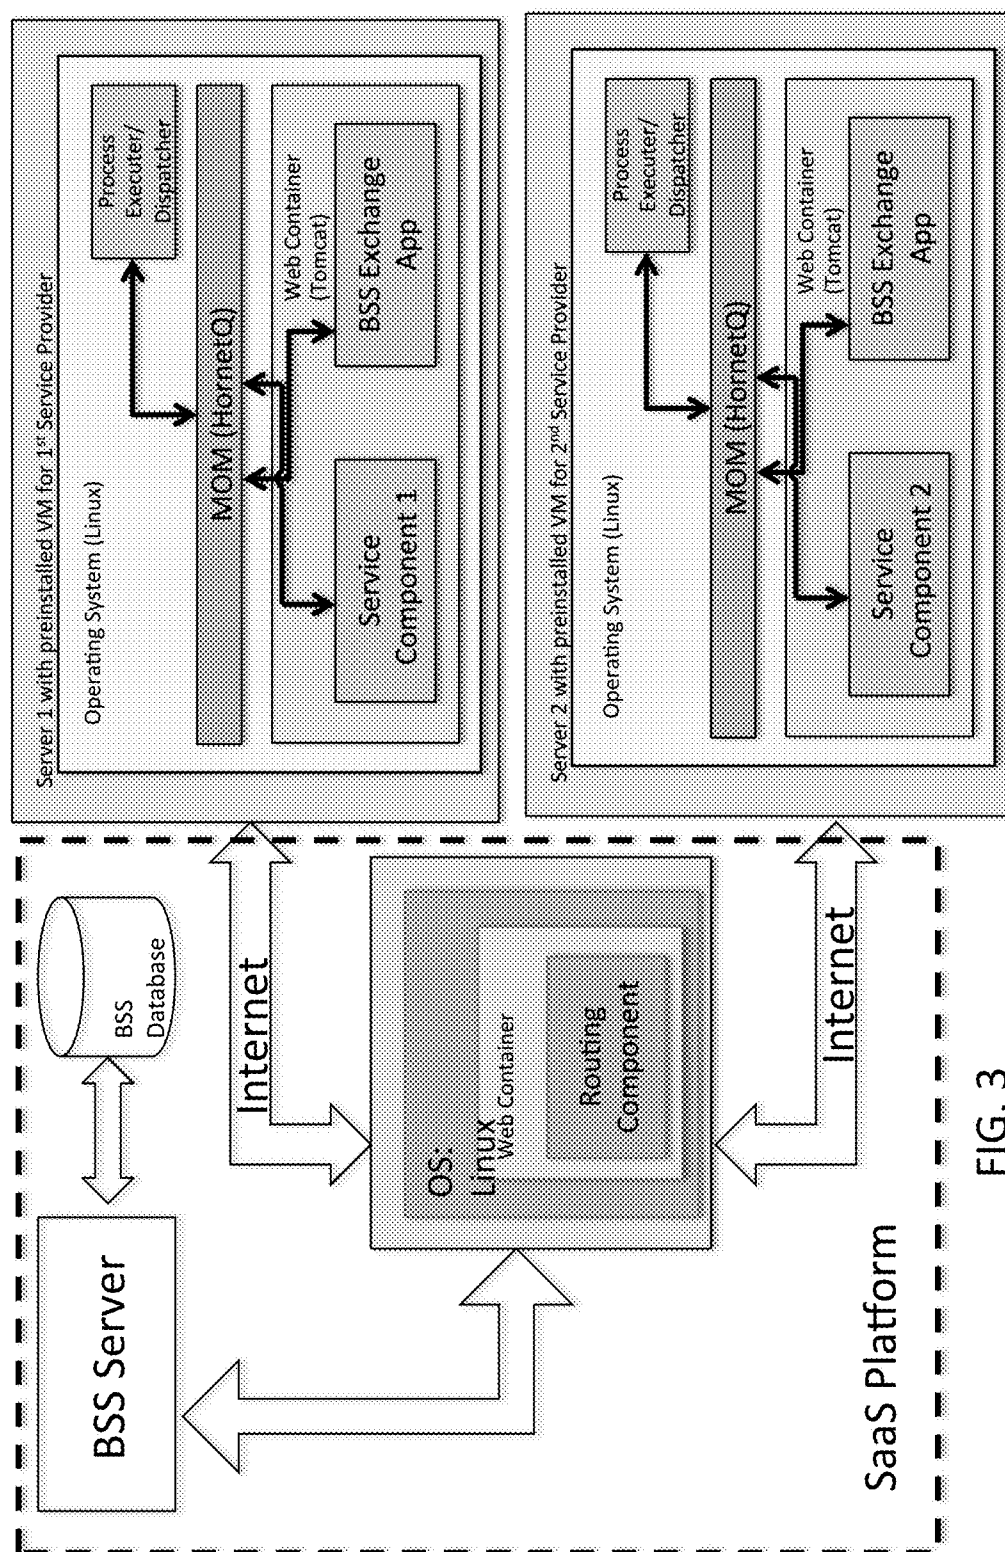 BSS Server
BSS
Database
Internet
OS:
Linux
Web Container
Routing
Component
Internet
SaaS Platform
Server 1 with preinstalled VM for 1st Service Provider
Operating System (Linux)
Process
Executer/
Dispatcher
MOM (HornetQ)
Web Container
(Tomcat)
Service
Component 1
BSS Exchange
App
Server 2 with preinstalled VM for 2nd Service Provider
Operating System (Linux)
Process
Executer/
Dispatcher
MOM (HornetQ)
Web Container
(Tomcat)
Service
Component 2
BSS Exchange
App
FIG. 3